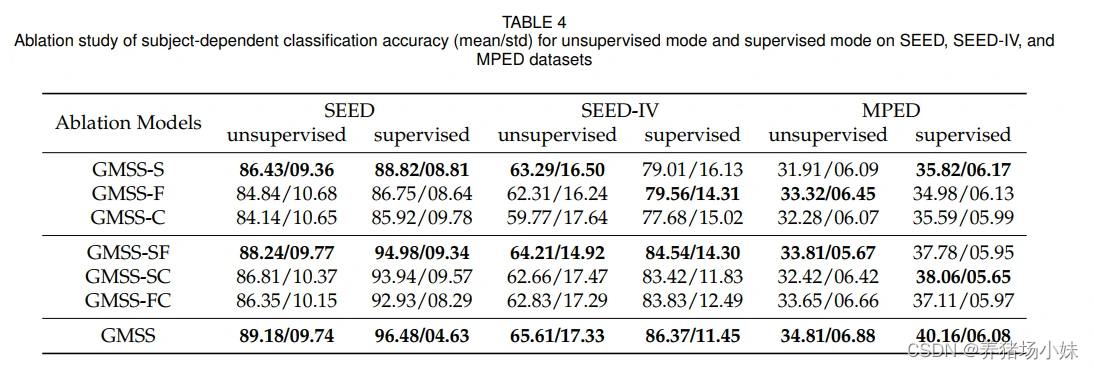 TABLE 4
Ablation study of subject-dependent classification accuracy (mean/std) for unsupervised mode and supervised mode on SEED, SEED-IV, and
MPED datasets
Ablation Models SEED SEED-IV MPED
unsupervised supervised unsupervised supervised unsupervised supervised
GMSS-S 86.43/09.36 88.82/08.81 63.29/16.50 79.01/16.13 31.91/06.09 35.82/06.17
GMSS-F 84.84/10.68 86.75/08.64 62.31/16.24 79.56/14.31 33.32/06.45 34.98/06.13
GMSS-C 84.14/10.65 85.92/09.78 59.77/17.64 77.68/15.02 32.28/06.07 35.59/05.99
GMSS-SF 88.24/09.77 94.98/09.34 64.21/14.92 84.54/14.30 33.81/05.67 37.78/05.95
GMSS-SC 86.81/10.37 93.94/09.57 62.66/17.47 83.42/11.83 32.42/06.42 38.06/05.65
GMSS-FC 86.35/10.15 92.93/08.29 62.83/17.29 83.83/12.49 33.65/06.66 37.11/05.97
GMSS 89.18/09.74 96.48/04.63 65.61/17.33 86.37/11.45 34.81/06.88 40.16/06.08
CSDN @养猪场小妹